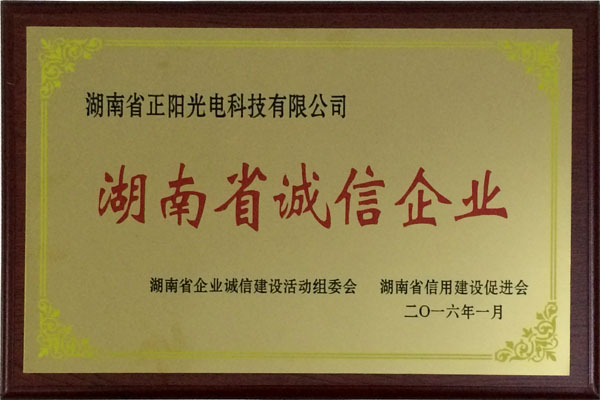 湖南省正阳光电科技有限公司
湖南省诚信企业
湖南省企业诚信建设活动组委会 湖南省信用建设促进会
二〇一六年一月